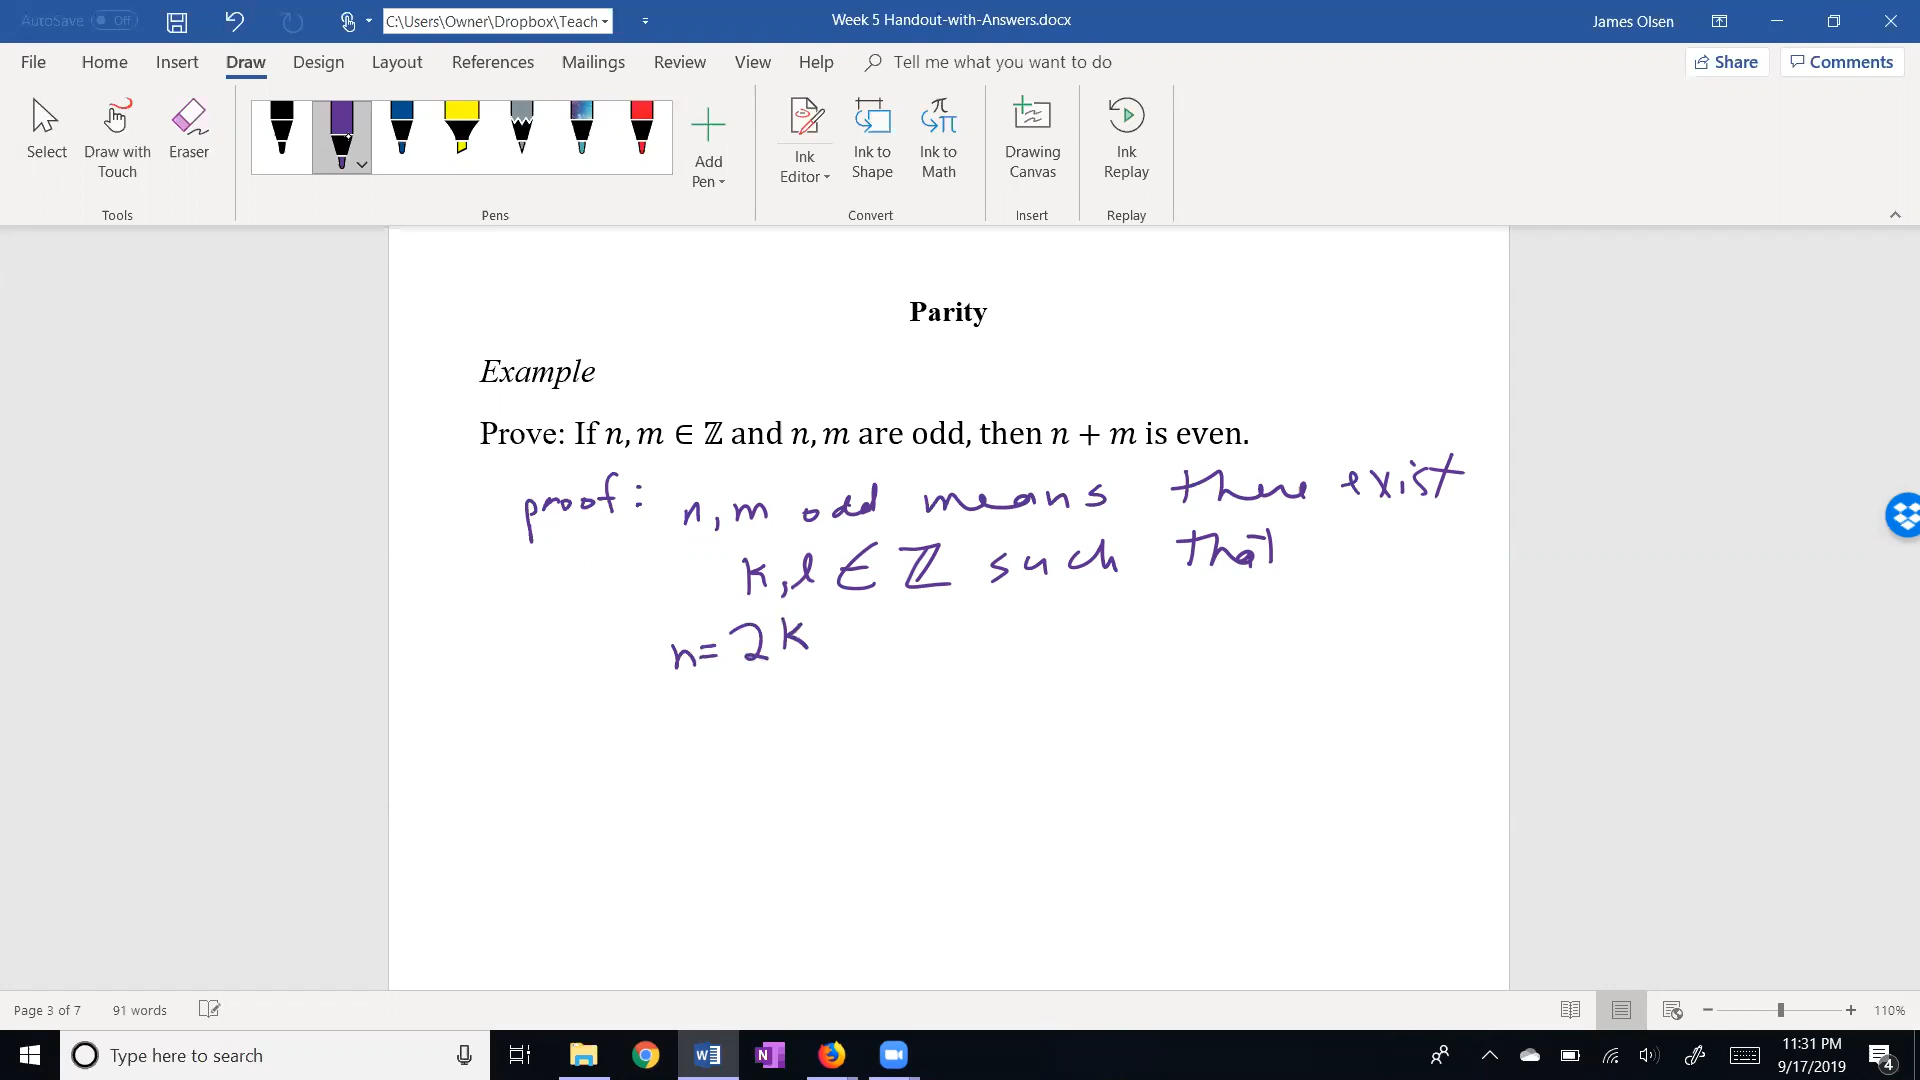 AutoSave Off C:\Users\Owner\Dropbox\Teach Week 5 Handout-with-Answers.docx James Olsen
File Home Insert Draw Design Layout References Mailings Review View Help Tell me what you want to do Share Comments
Select Draw with Touch Eraser Add Pen Ink Editor Ink to Shape Ink to Math Drawing Canvas Ink Replay
Tools Pens Convert Insert Replay
Parity
Example
Prove: If n, m ∈ ℤ and n, m are odd, then n + m is even.
proof: n, m odd means there exist
k, l ∈ ℤ such that
n = 2k
Page 3 of 7 91 words 110%
Type here to search 11:31 PM
9/17/2019 4